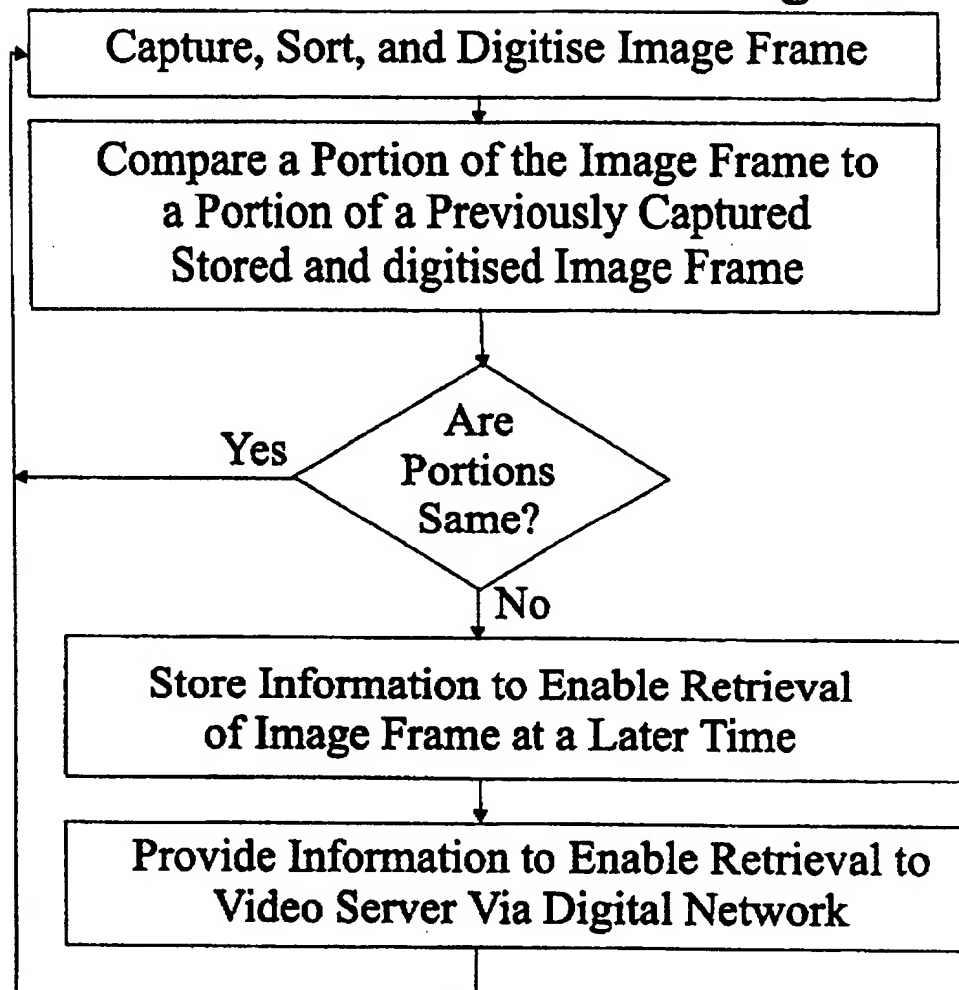 Capture, Sort, and Digitise Image Frame
Compare a Portion of the Image Frame to
a Portion of a Previously Captured
Stored and digitised Image Frame
Are
Portions
Same?
Yes
No
Store Information to Enable Retrieval
of Image Frame at a Later Time
Provide Information to Enable Retrieval to
Video Server Via Digital Network